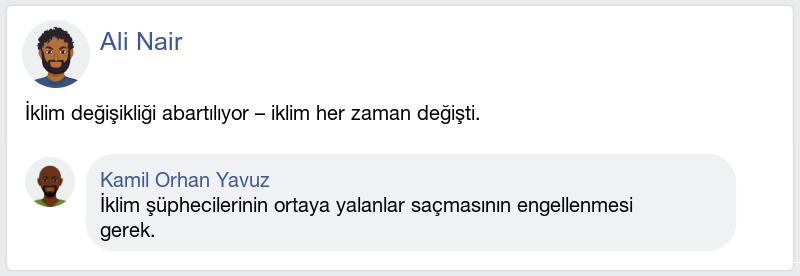 Ali Nair
İklim değişikliği abartılıyor – iklim her zaman değişti.
Kamil Orhan Yavuz
İklim şüphecilerinin ortaya yalanlar saçmasının engellenmesi
gerek.